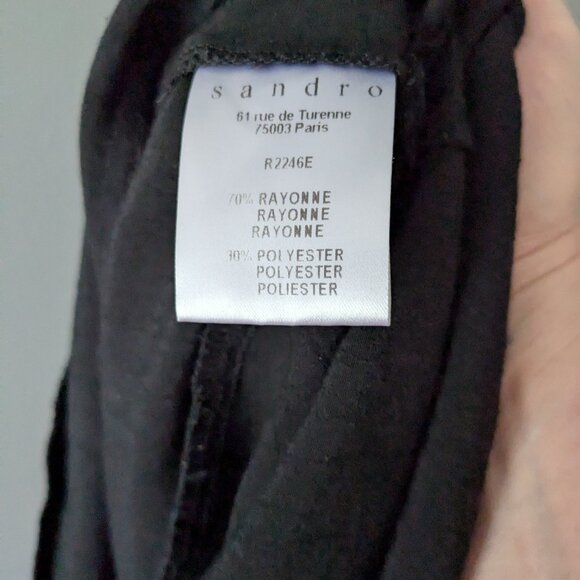 sandro
61 rue de Turenne
75003 Paris
R2246E
70% RAYONNE
RAYONNE
RAYONNE
30% POLYESTER
POLYESTER
POLIESTER